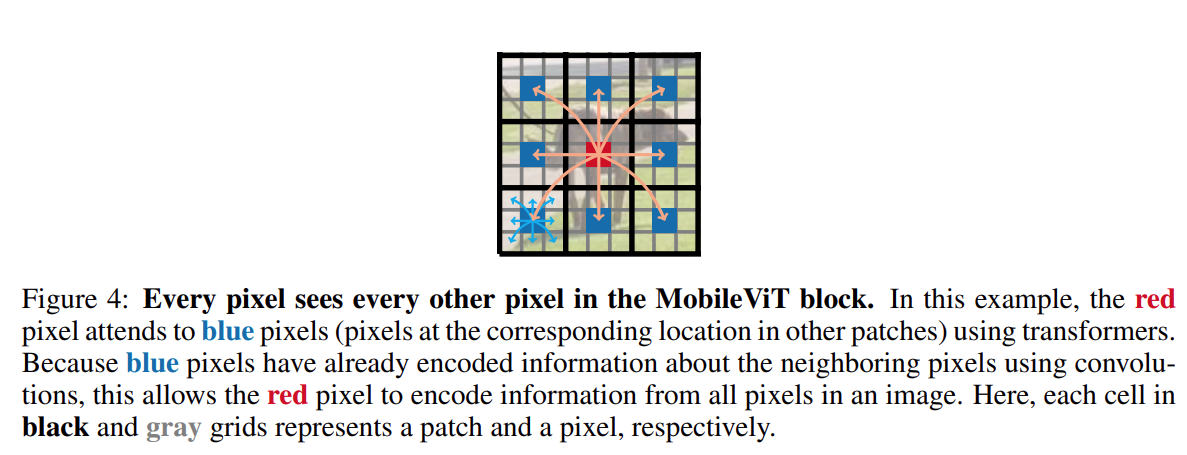 Figure 4: Every pixel sees every other pixel in the MobileViT block. In this example, the red
pixel attends to blue pixels (pixels at the corresponding location in other patches) using transformers.
Because blue pixels have already encoded information about the neighboring pixels using convolu-
tions, this allows the red pixel to encode information from all pixels in an image. Here, each cell in
black and gray grids represents a patch and a pixel, respectively.